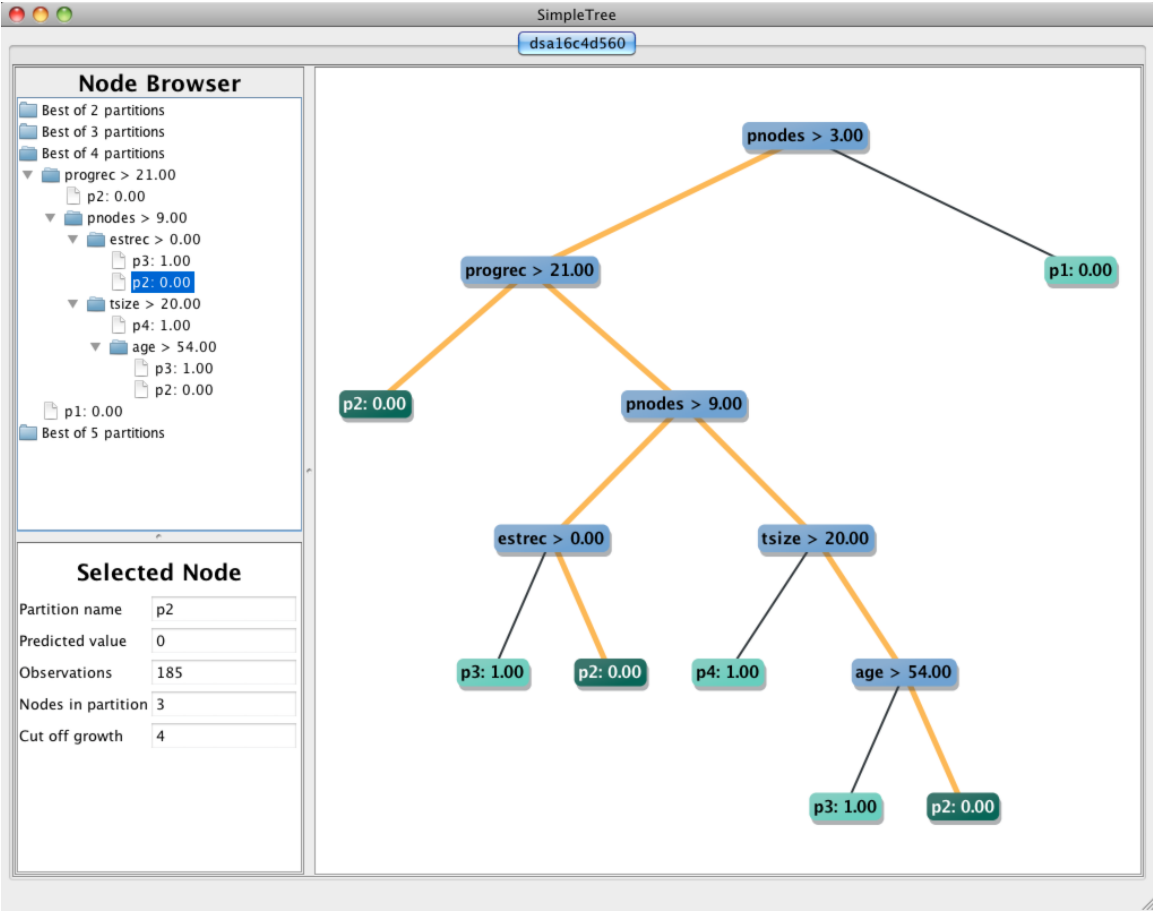 SimpleTree
dsa16c4d560
Node Browser
Best of 2 partitions
Best of 3 partitions
Best of 4 partitions
progrec > 21.00
p2: 0.00
pnodes > 9.00
estrec > 0.00
p3: 1.00
p2: 0.00
tsize > 20.00
p4: 1.00
age > 54.00
p3: 1.00
p2: 0.00
p1: 0.00
Best of 5 partitions
Selected Node
Partition name p2
Predicted value 0
Observations 185
Nodes in partition 3
Cut off growth 4
pnodes > 3.00
progrec > 21.00 p1: 0.00
p2: 0.00 pnodes > 9.00
estrec > 0.00 tsize > 20.00
p3: 1.00 p2: 0.00 p4: 1.00 age > 54.00
p3: 1.00 p2: 0.00